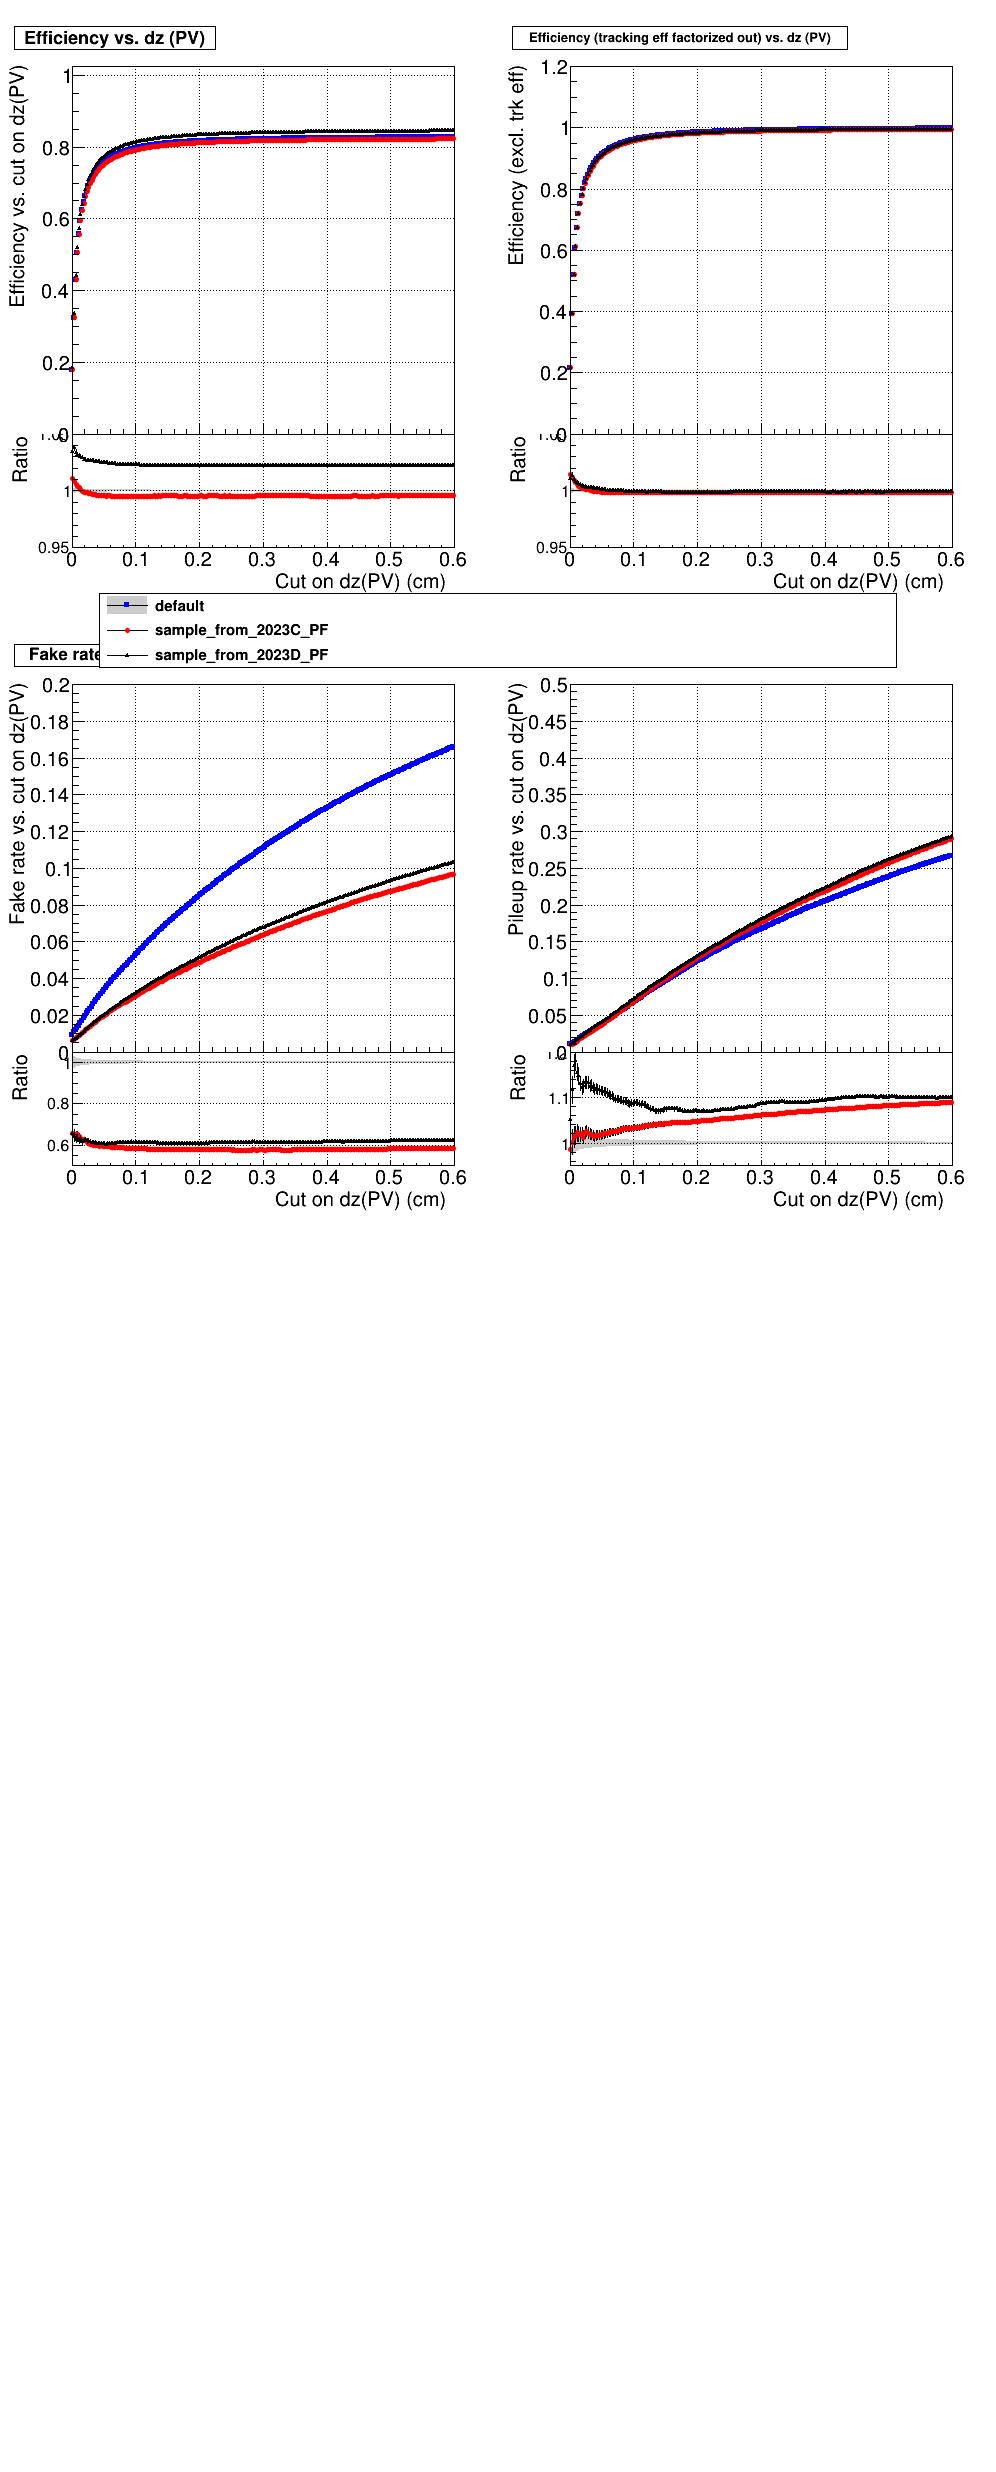 Efficiency vs. dz (PV)
Efficiency vs. cut on dz(PV)
1
0.8
0.6
0.4
0.2
0
Ratio
1
0.95
0 0.1 0.2 0.3 0.4 0.5 0.6
Cut on dz(PV) (cm)
Efficiency (tracking eff factorized out) vs. dz (PV)
Efficiency (excl. trk eff)
1.2
1
0.8
0.6
0.4
0.2
0
Ratio
1
0.95
0 0.1 0.2 0.3 0.4 0.5 0.6
Cut on dz(PV) (cm)
default
sample_from_2023C_PF
sample_from_2023D_PF
Fake rate
Fake rate vs. cut on dz(PV)
0.2
0.18
0.16
0.14
0.12
0.1
0.08
0.06
0.04
0.02
0
Ratio
1
0.8
0.6
0 0.1 0.2 0.3 0.4 0.5 0.6
Cut on dz(PV) (cm)
Pileup rate vs. cut on dz(PV)
0.5
0.45
0.4
0.35
0.3
0.25
0.2
0.15
0.1
0.05
0
Ratio
1.1
1
0 0.1 0.2 0.3 0.4 0.5 0.6
Cut on dz(PV) (cm)